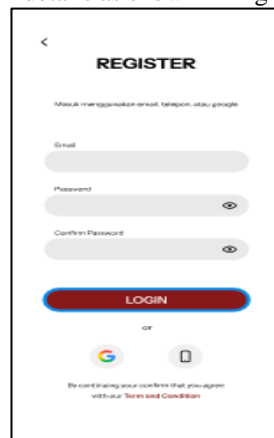 <
REGISTER
Masuk menggunakan email, telepon, atau google
Email
Password
Confirm Password
LOGIN
or
G
By continuing your confirm that you agree
with our Term and Condition